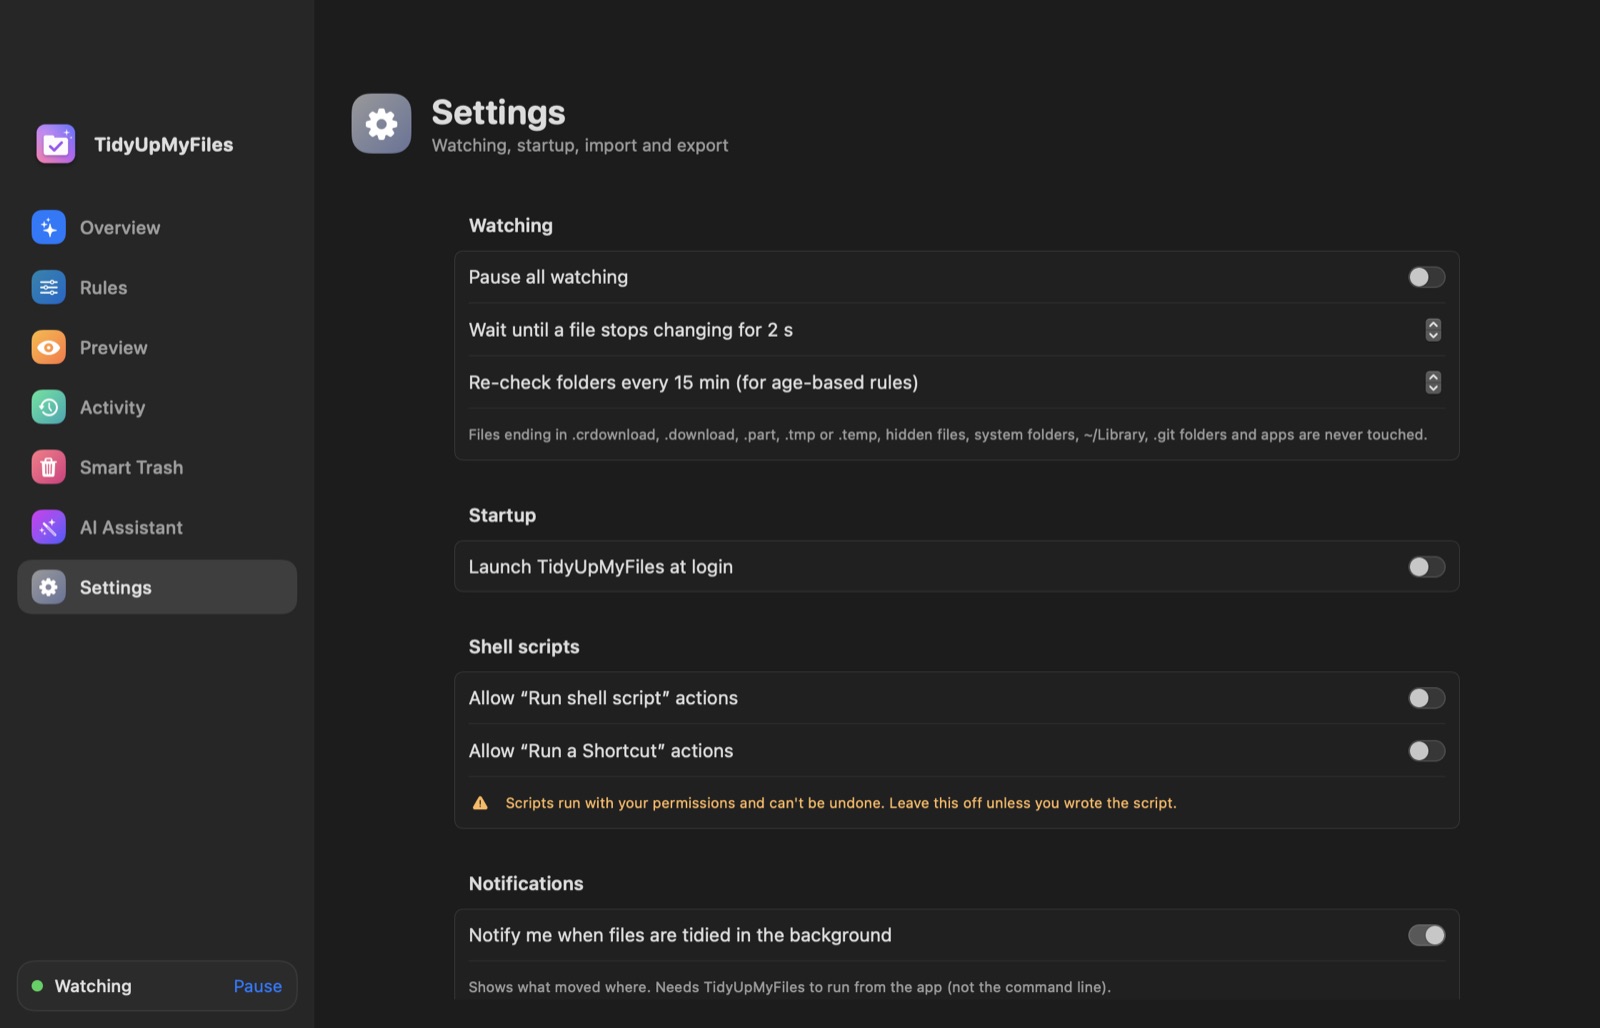 TidyUpMyFiles
Overview
Rules
Preview
Activity
Smart Trash
AI Assistant
Settings
Watching
Pause
Settings
Watching, startup, import and export
Watching
Pause all watching
Wait until a file stops changing for 2 s
Re-check folders every 15 min (for age-based rules)
Files ending in .crdownload, .download, .part, .tmp or .temp, hidden files, system folders, ~/Library, .git folders and apps are never touched.
Startup
Launch TidyUpMyFiles at login
Shell scripts
Allow “Run shell script” actions
Allow “Run a Shortcut” actions
Scripts run with your permissions and can't be undone. Leave this off unless you wrote the script.
Notifications
Notify me when files are tidied in the background
Shows what moved where. Needs TidyUpMyFiles to run from the app (not the command line).